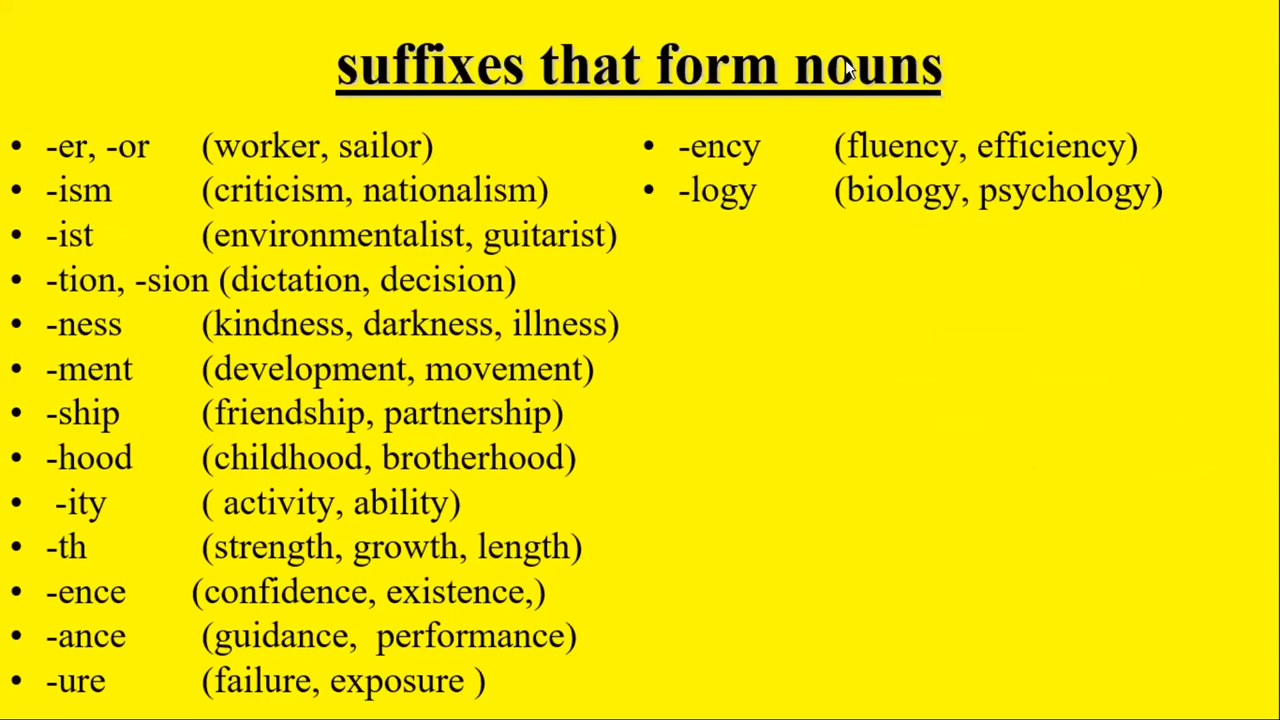 suffixes that form nouns
• -er, -or (worker, sailor)
• -ism (criticism, nationalism)
• -ist (environmentalist, guitarist)
• -tion, -sion (dictation, decision)
• -ness (kindness, darkness, illness)
• -ment (development, movement)
• -ship (friendship, partnership)
• -hood (childhood, brotherhood)
• -ity ( activity, ability)
• -th (strength, growth, length)
• -ence (confidence, existence,)
• -ance (guidance, performance)
• -ure (failure, exposure )
• -ency (fluency, efficiency)
• -logy (biology, psychology)